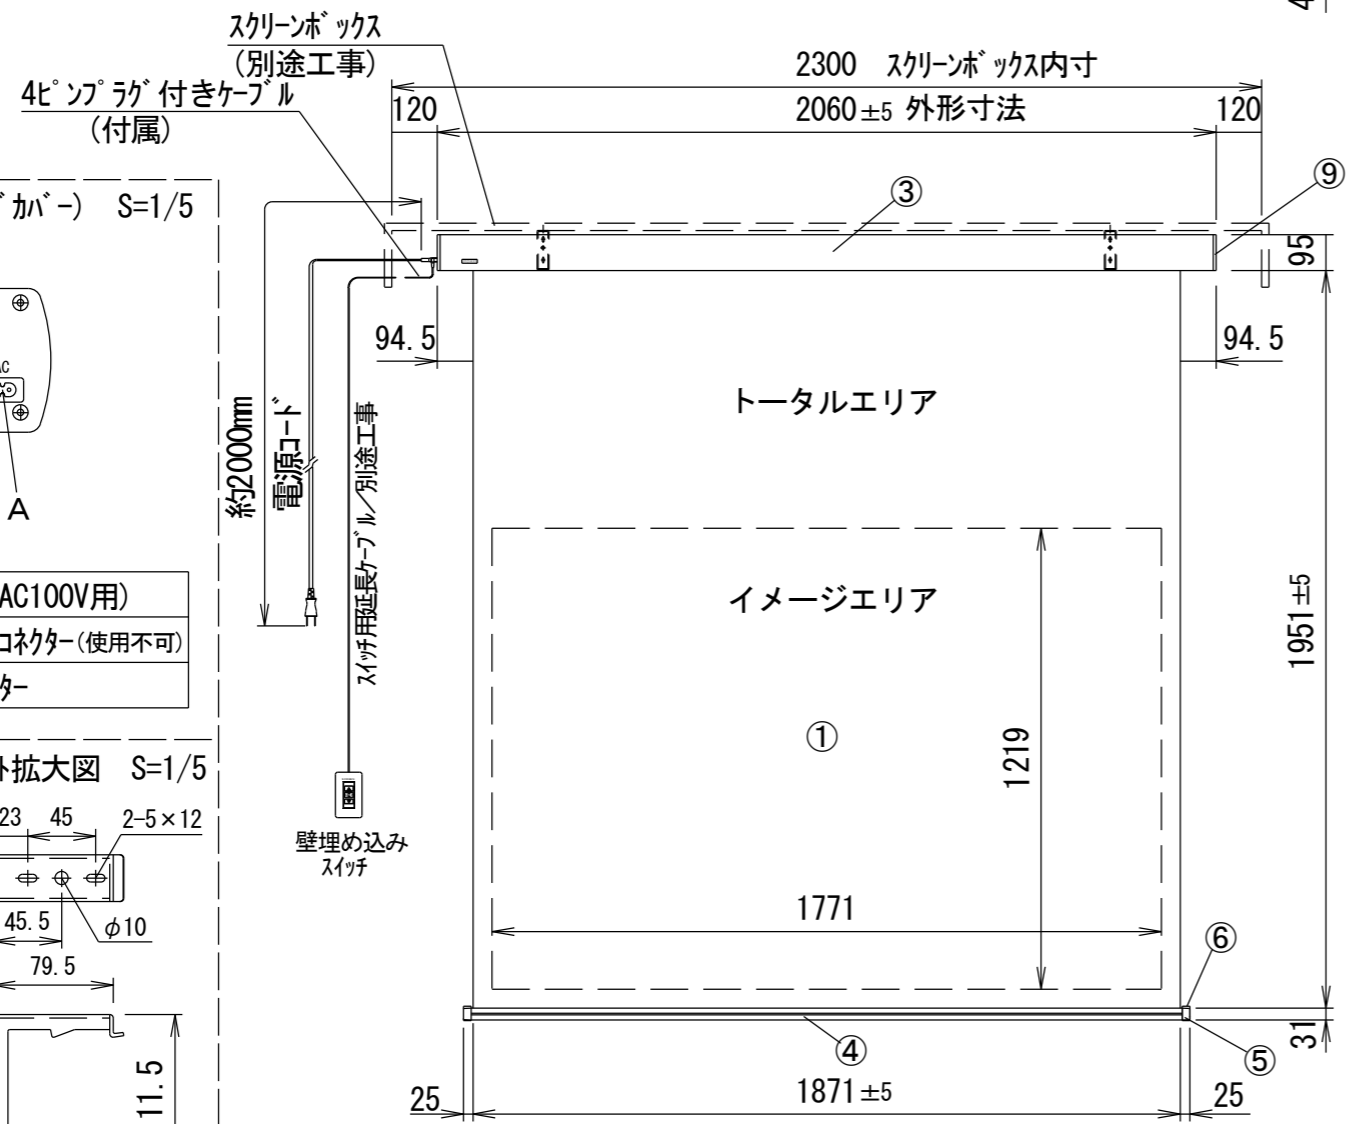 スクリーンボックス
(別途工事)
4ピンプラグ付きケーブル
(付属)
2300 スクリーンボックス内寸
120
2060±5 外形寸法
120
カバー) S=1/5
③
⑨
95
94.5
94.5
トータルエリア
約2000mm
電源コード
スイッチ用延長ケーブル/別途工事
AC
A
AC100V用)
コネクター(使用不可)
ター
イメージエリア
①
1219
1951±5
拡大図 S=1/5
23
45
2-5×12
45.5
φ10
79.5
11.5
壁埋め込み
スイッチ
1771
⑥
④
⑤
31
25
1871±5
25